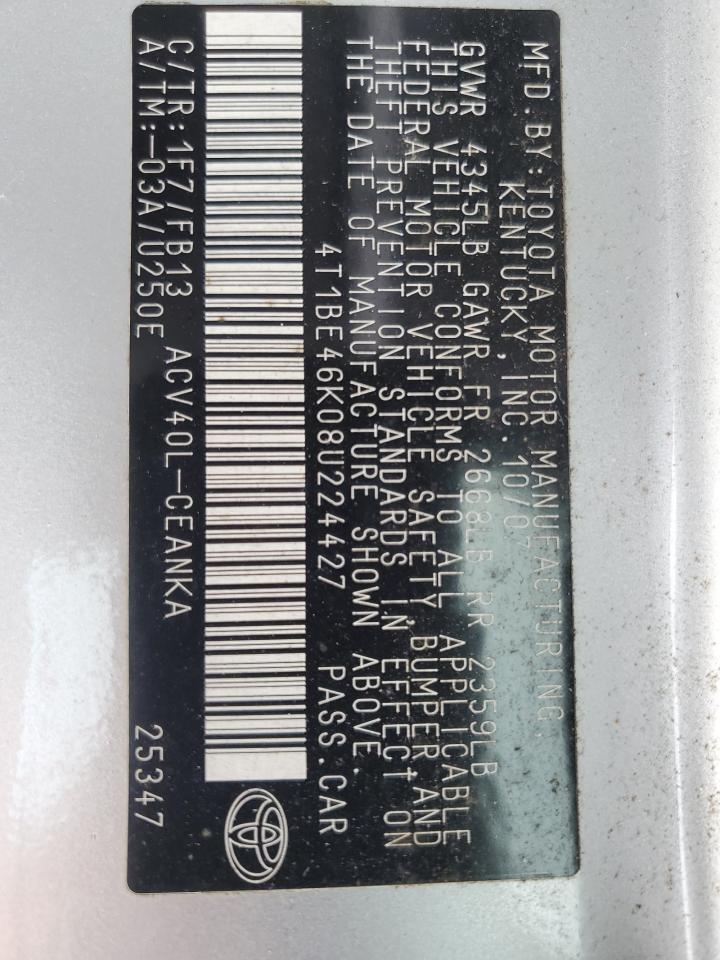 MFD.BY:TOYOTA MOTOR MANUFACTURING,
KENTUCKY,INC. 10/07
GVWR 4345LB GAWR FR 2668LB RR 2359LB
THIS VEHICLE CONFORMS TO ALL APPLICABLE
FEDERAL MOTOR VEHICLE SAFETY,BUMPER,AND
THEFT PREVENTION STANDARDS IN EFFECT ON
THE DATE OF MANUFACTURE SHOWN ABOVE.
4T1BE46K08U224427 PASS.CAR
C/TR:1F7/FB13 ACV40L-CEANKA
A/TM:-03A/U250E 25347